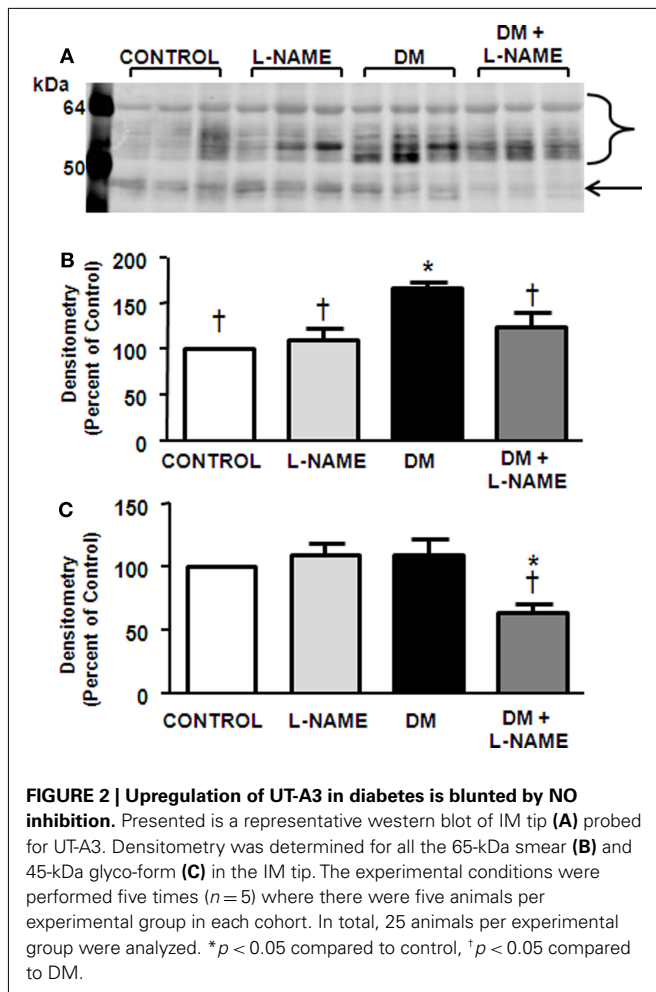 A
CONTROL L-NAME DM DM +
L-NAME
kDa
64
50
B
Densitometry
(Percent of Control)
200
150
100
50
0
† † * †
CONTROL L-NAME DM DM +
L-NAME
C
Densitometry
(Percent of Control)
150
100
50
0
*
†
CONTROL L-NAME DM DM +
L-NAME
FIGURE 2 | Upregulation of UT-A3 in diabetes is blunted by NO
inhibition. Presented is a representative western blot of IM tip (A) probed
for UT-A3. Densitometry was determined for all the 65-kDa smear (B) and
45-kDa glyco-form (C) in the IM tip. The experimental conditions were
performed five times (n = 5) where there were five animals per
experimental group in each cohort. In total, 25 animals per experimental
group were analyzed. *p < 0.05 compared to control, †p < 0.05 compared
to DM.